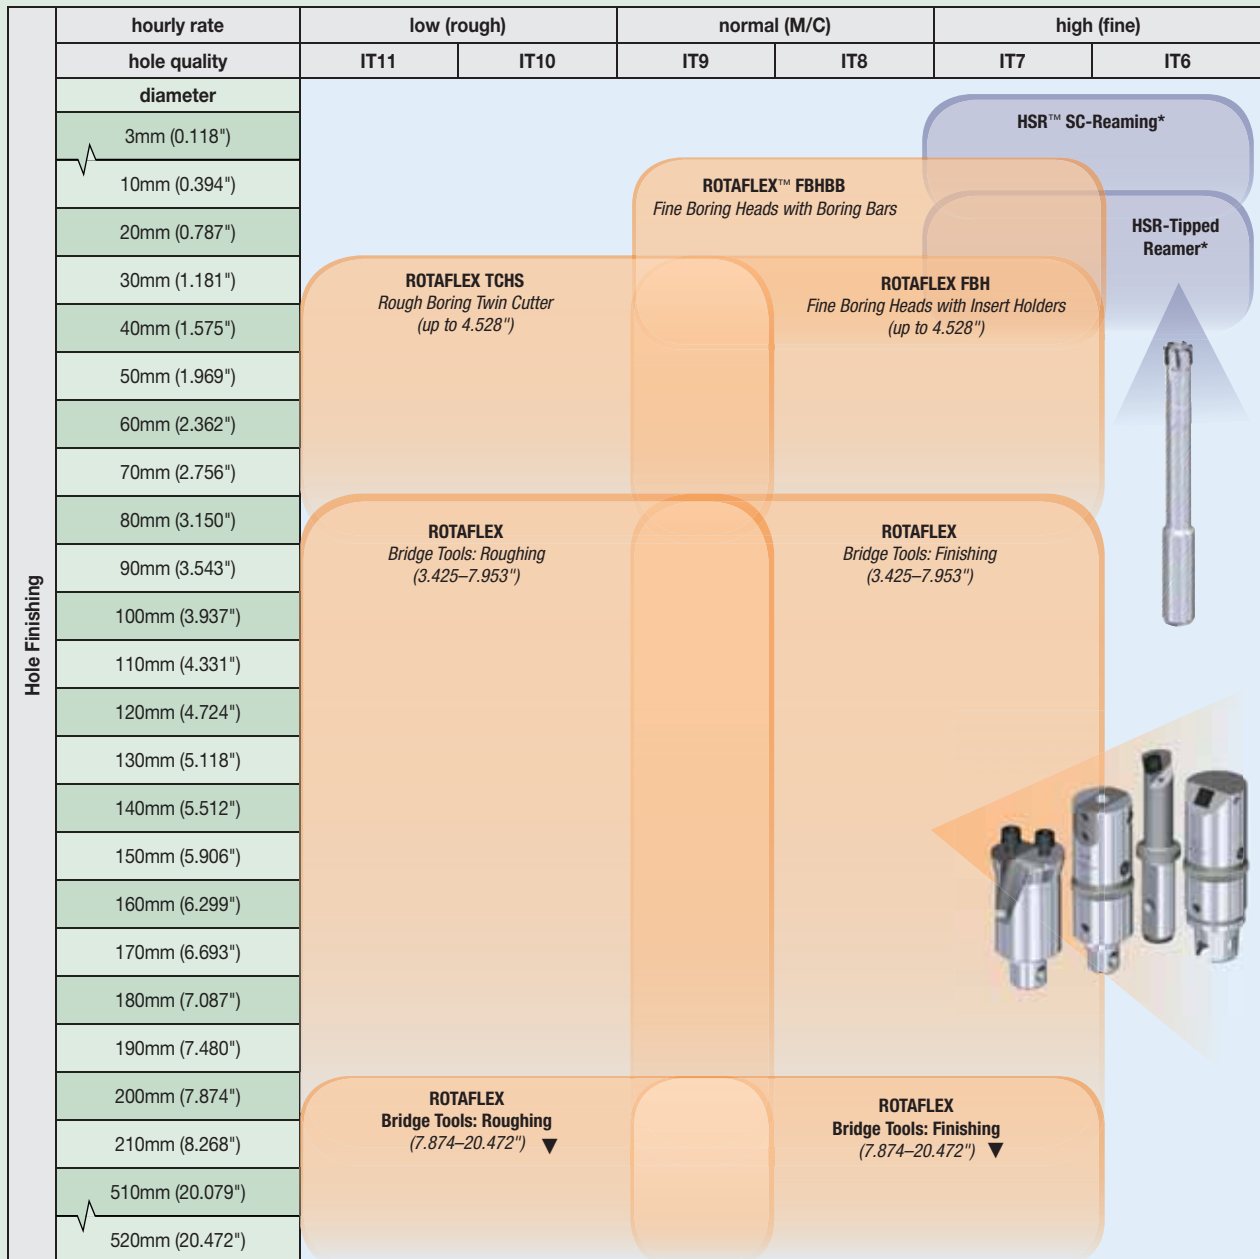 hourly rate low (rough) normal (M/C) high (fine)
hole quality IT11 IT10 IT9 IT8 IT7 IT6
diameter
Hole Finishing
3mm (0.118")
10mm (0.394")
20mm (0.787")
30mm (1.181")
40mm (1.575")
50mm (1.969")
60mm (2.362")
70mm (2.756")
80mm (3.150")
90mm (3.543")
100mm (3.937")
110mm (4.331")
120mm (4.724")
130mm (5.118")
140mm (5.512")
150mm (5.906")
160mm (6.299")
170mm (6.693")
180mm (7.087")
190mm (7.480")
200mm (7.874")
210mm (8.268")
510mm (20.079")
520mm (20.472")
HSR™ SC-Reaming*
ROTAFLEX™ FBHBB
Fine Boring Heads with Boring Bars
HSR-Tipped
Reamer*
ROTAFLEX TCHS
Rough Boring Twin Cutter
(up to 4.528")
ROTAFLEX FBH
Fine Boring Heads with Insert Holders
(up to 4.528")
ROTAFLEX
Bridge Tools: Roughing
(3.425–7.953")
ROTAFLEX
Bridge Tools: Finishing
(3.425–7.953")
ROTAFLEX
Bridge Tools: Roughing
(7.874–20.472") ▼
ROTAFLEX
Bridge Tools: Finishing
(7.874–20.472") ▼